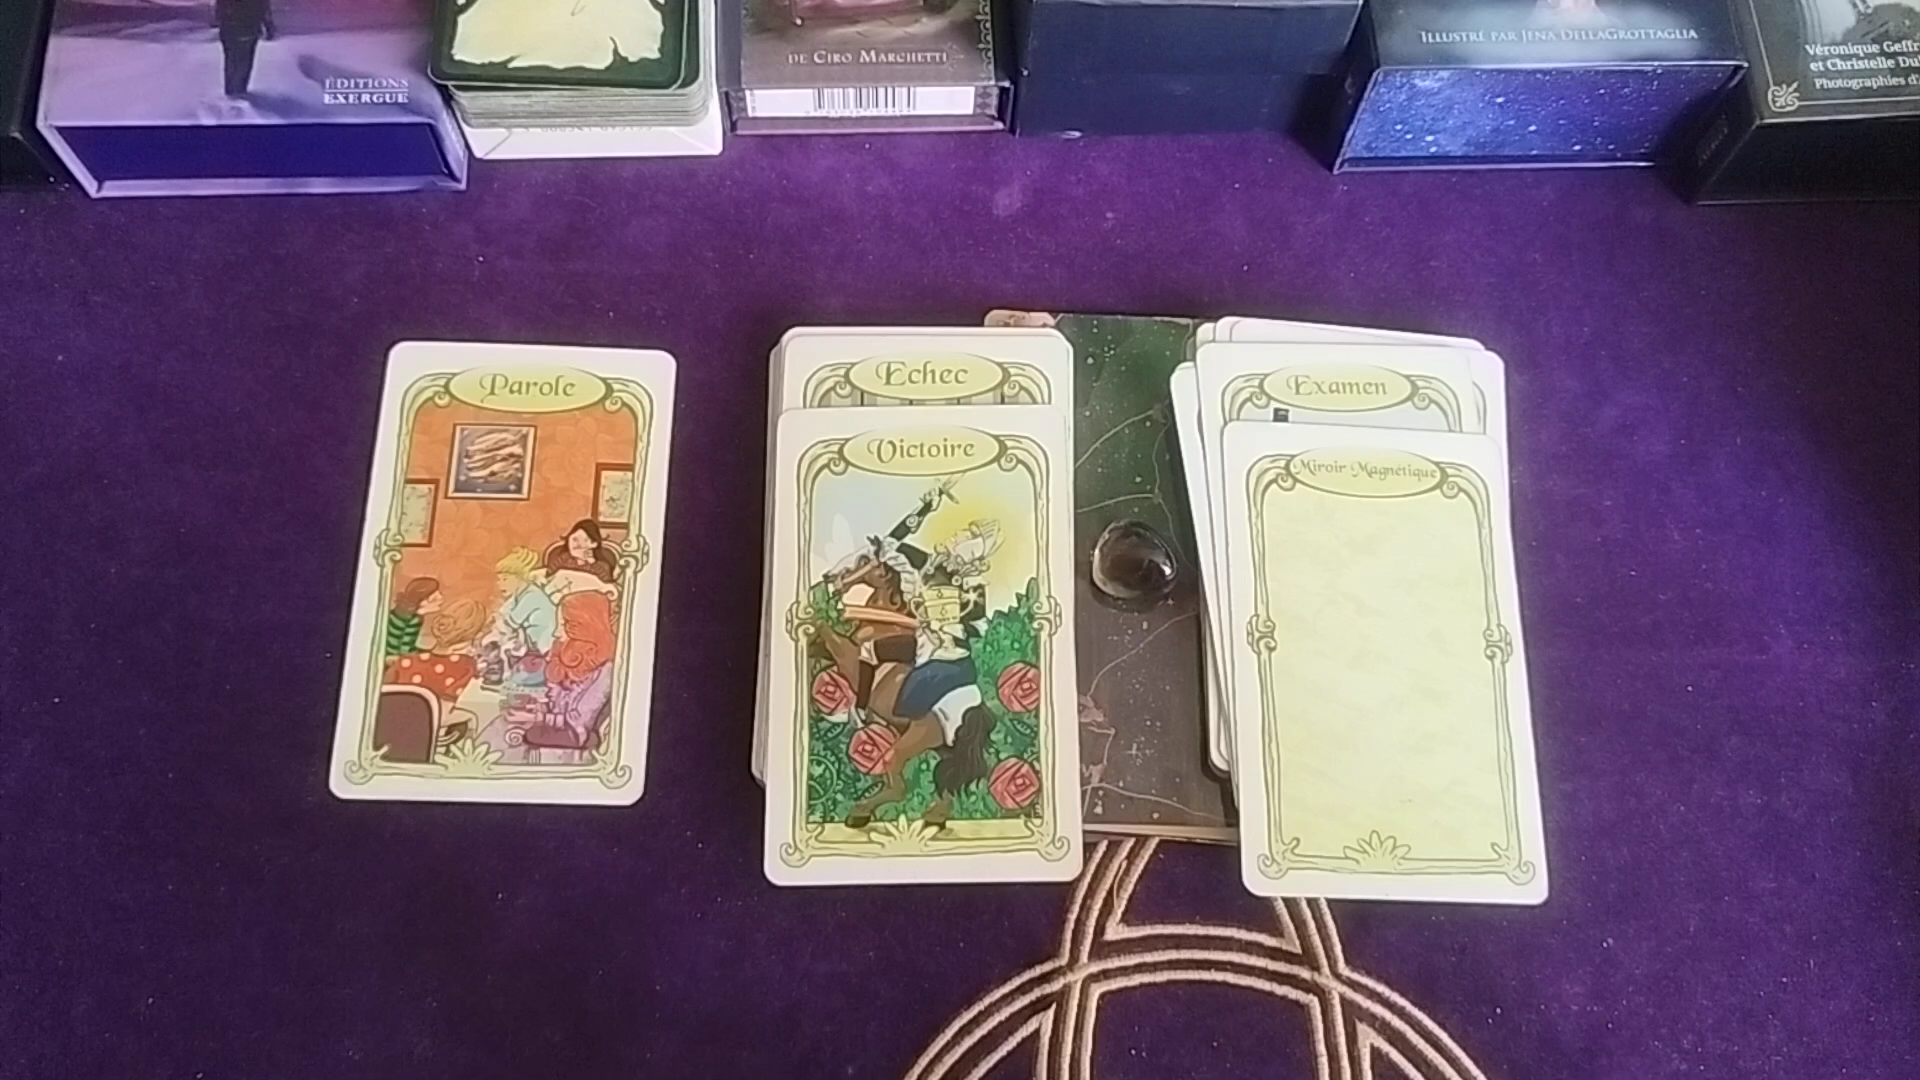 ÉDITIONS
EXERGUE
DE CIRO MARCHETTI
ILLUSTRÉ PAR JENA DELLAGROTTAGLIA
Véronique Geffr
et Christelle Du
Photographies d'
Parole
Echec
Victoire
Examen
Miroir Magnétique